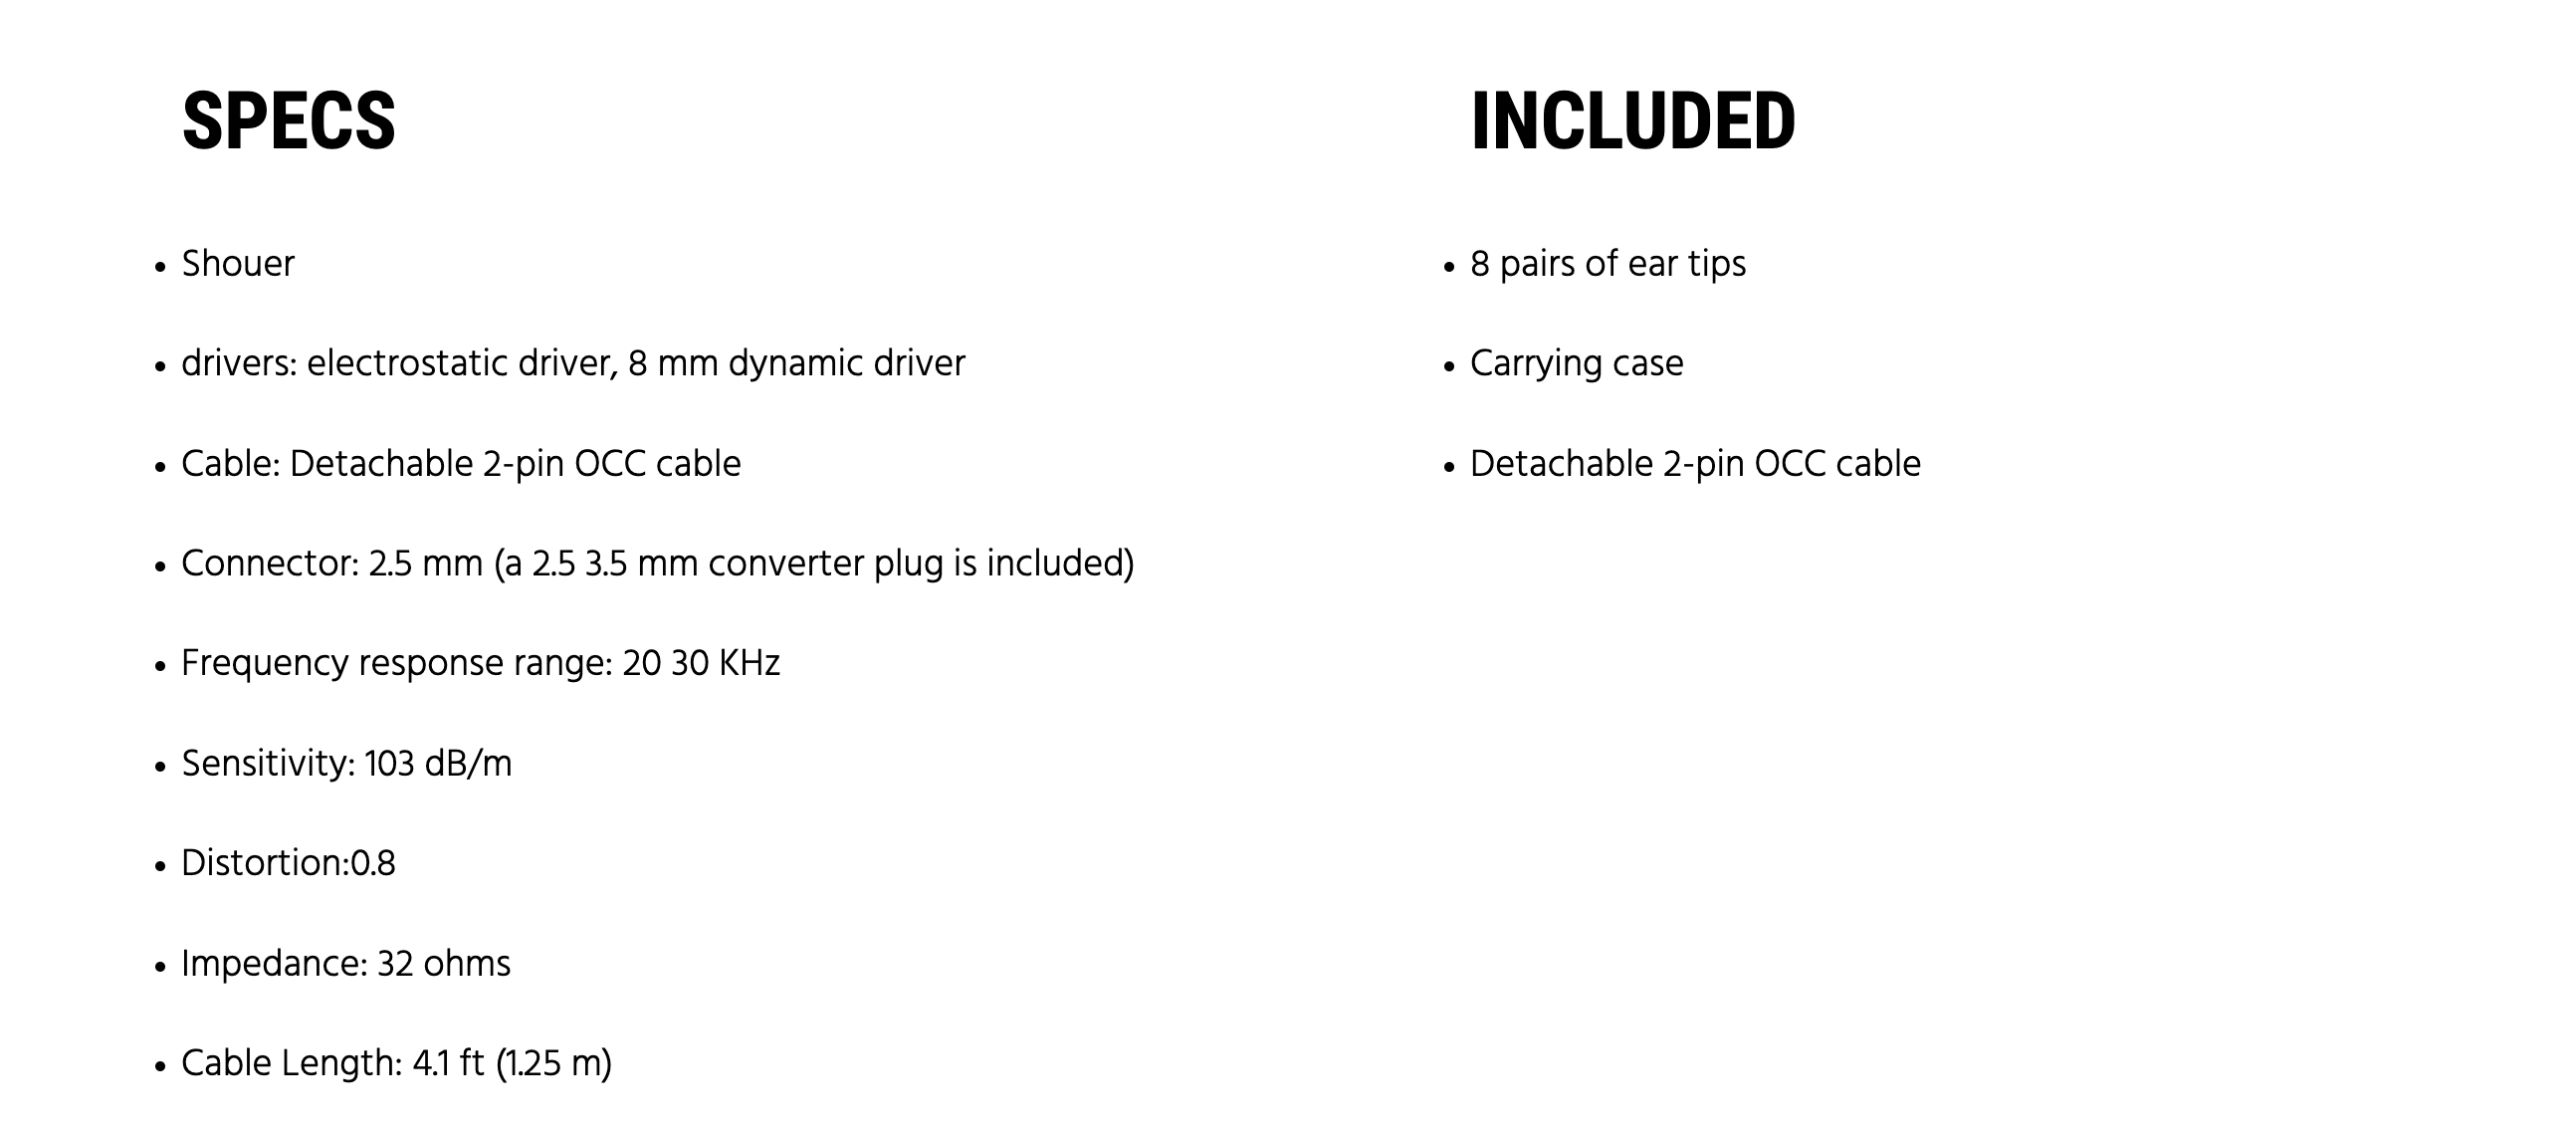 SPECS
• Shouer
• drivers: electrostatic driver, 8 mm dynamic driver
• Cable: Detachable 2-pin OCC cable
• Connector: 2.5 mm (a 2.5 3.5 mm converter plug is included)
• Frequency response range: 20 30 KHz
• Sensitivity: 103 dB/m
• Distortion:0.8
• Impedance: 32 ohms
• Cable Length: 4.1 ft (1.25 m)
INCLUDED
• 8 pairs of ear tips
• Carrying case
• Detachable 2-pin OCC cable